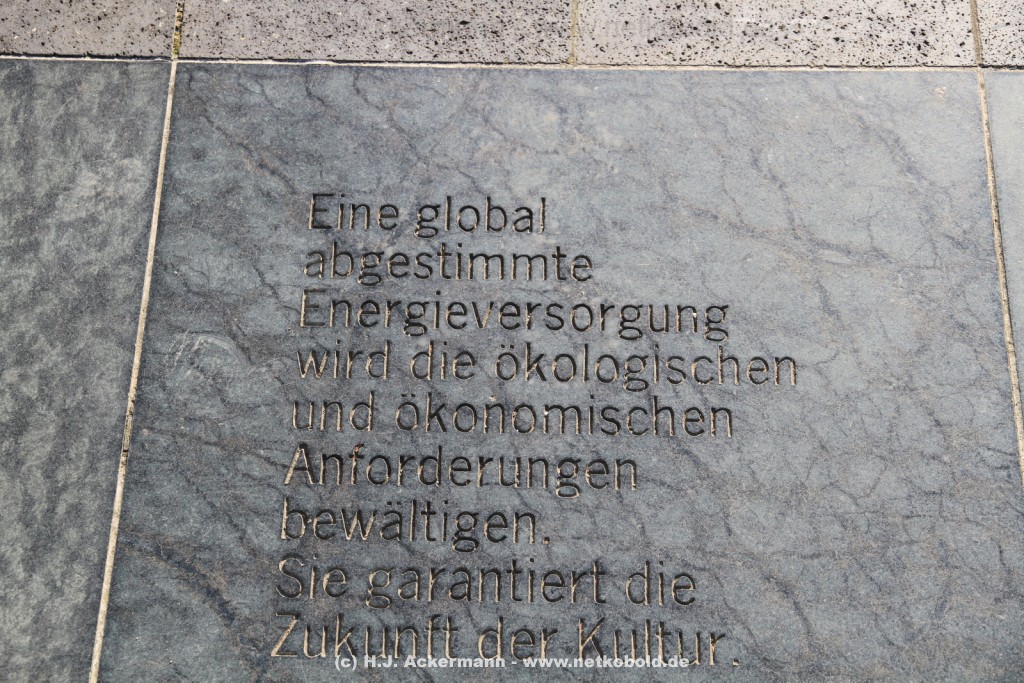 Eine global
abgestimmte
Energieversorgung
wird die ökologischen
und ökonomischen
Anforderungen
bewältigen.
Sie garantiert die
Zukunft der Kultur.
(c) H.J. Ackermann - www.netkobold.de